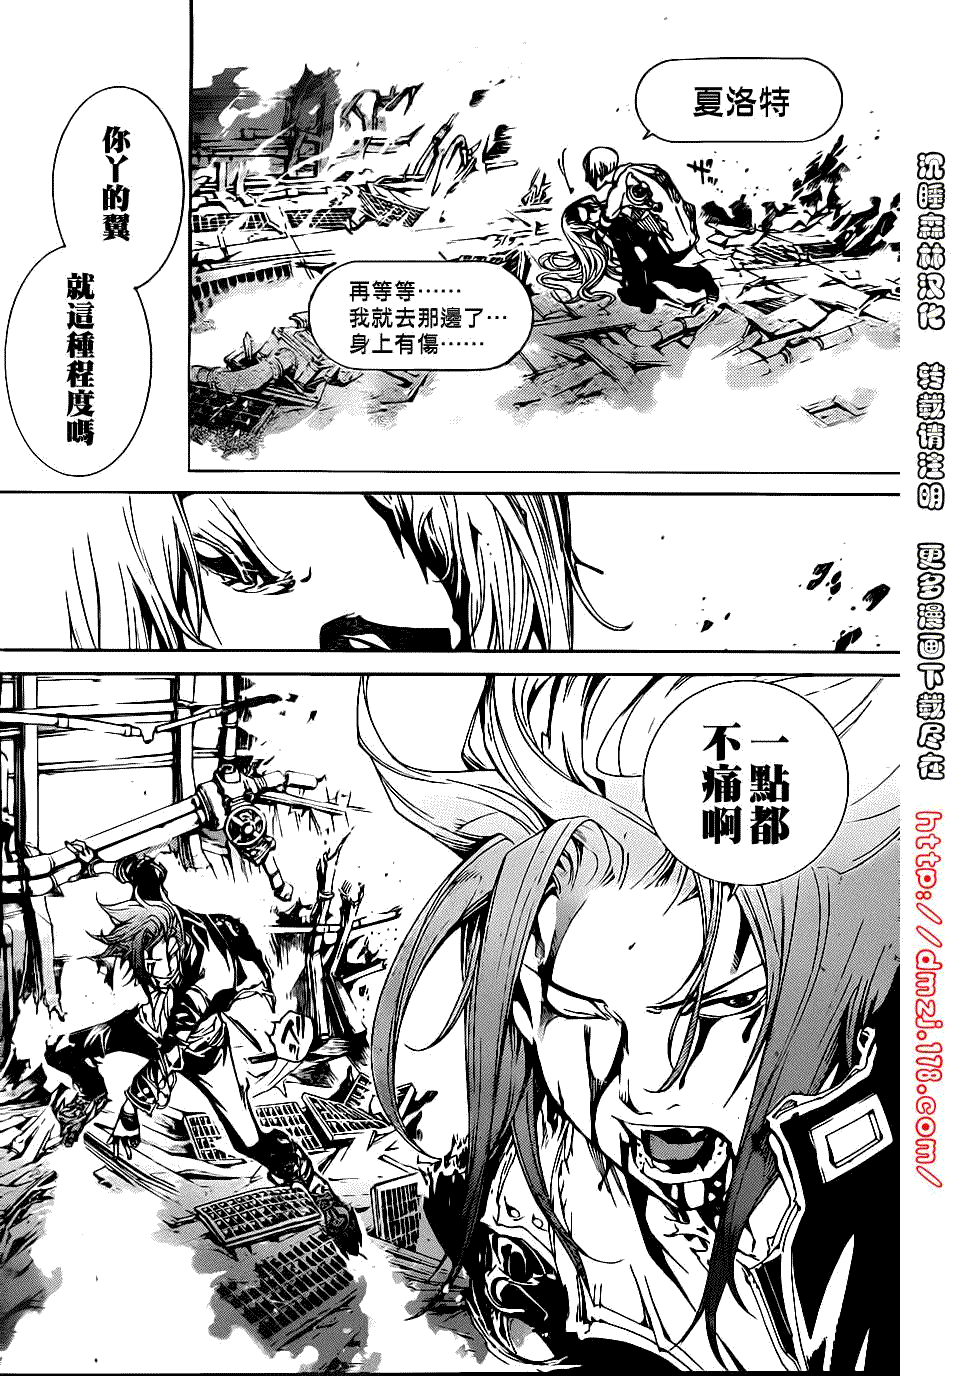 夏洛特
再等等……
我就去那邊了…
身上有傷……
你丫的翼
就這種程度嗎
一點都
不痛啊
沉睡森林汉化 转载请注明 更多漫画下载尽在 http://dmzj.178.com/